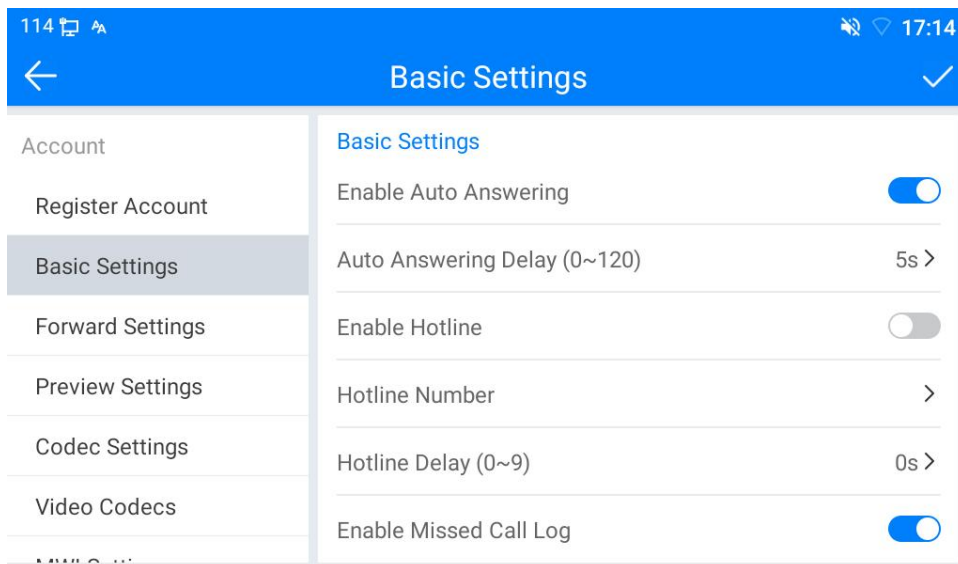 114
17:14
Basic Settings
Account
Register Account
Basic Settings
Forward Settings
Preview Settings
Codec Settings
Video Codecs
Basic Settings
Enable Auto Answering
Auto Answering Delay (0~120) 5s
Enable Hotline
Hotline Number
Hotline Delay (0~9) 0s
Enable Missed Call Log